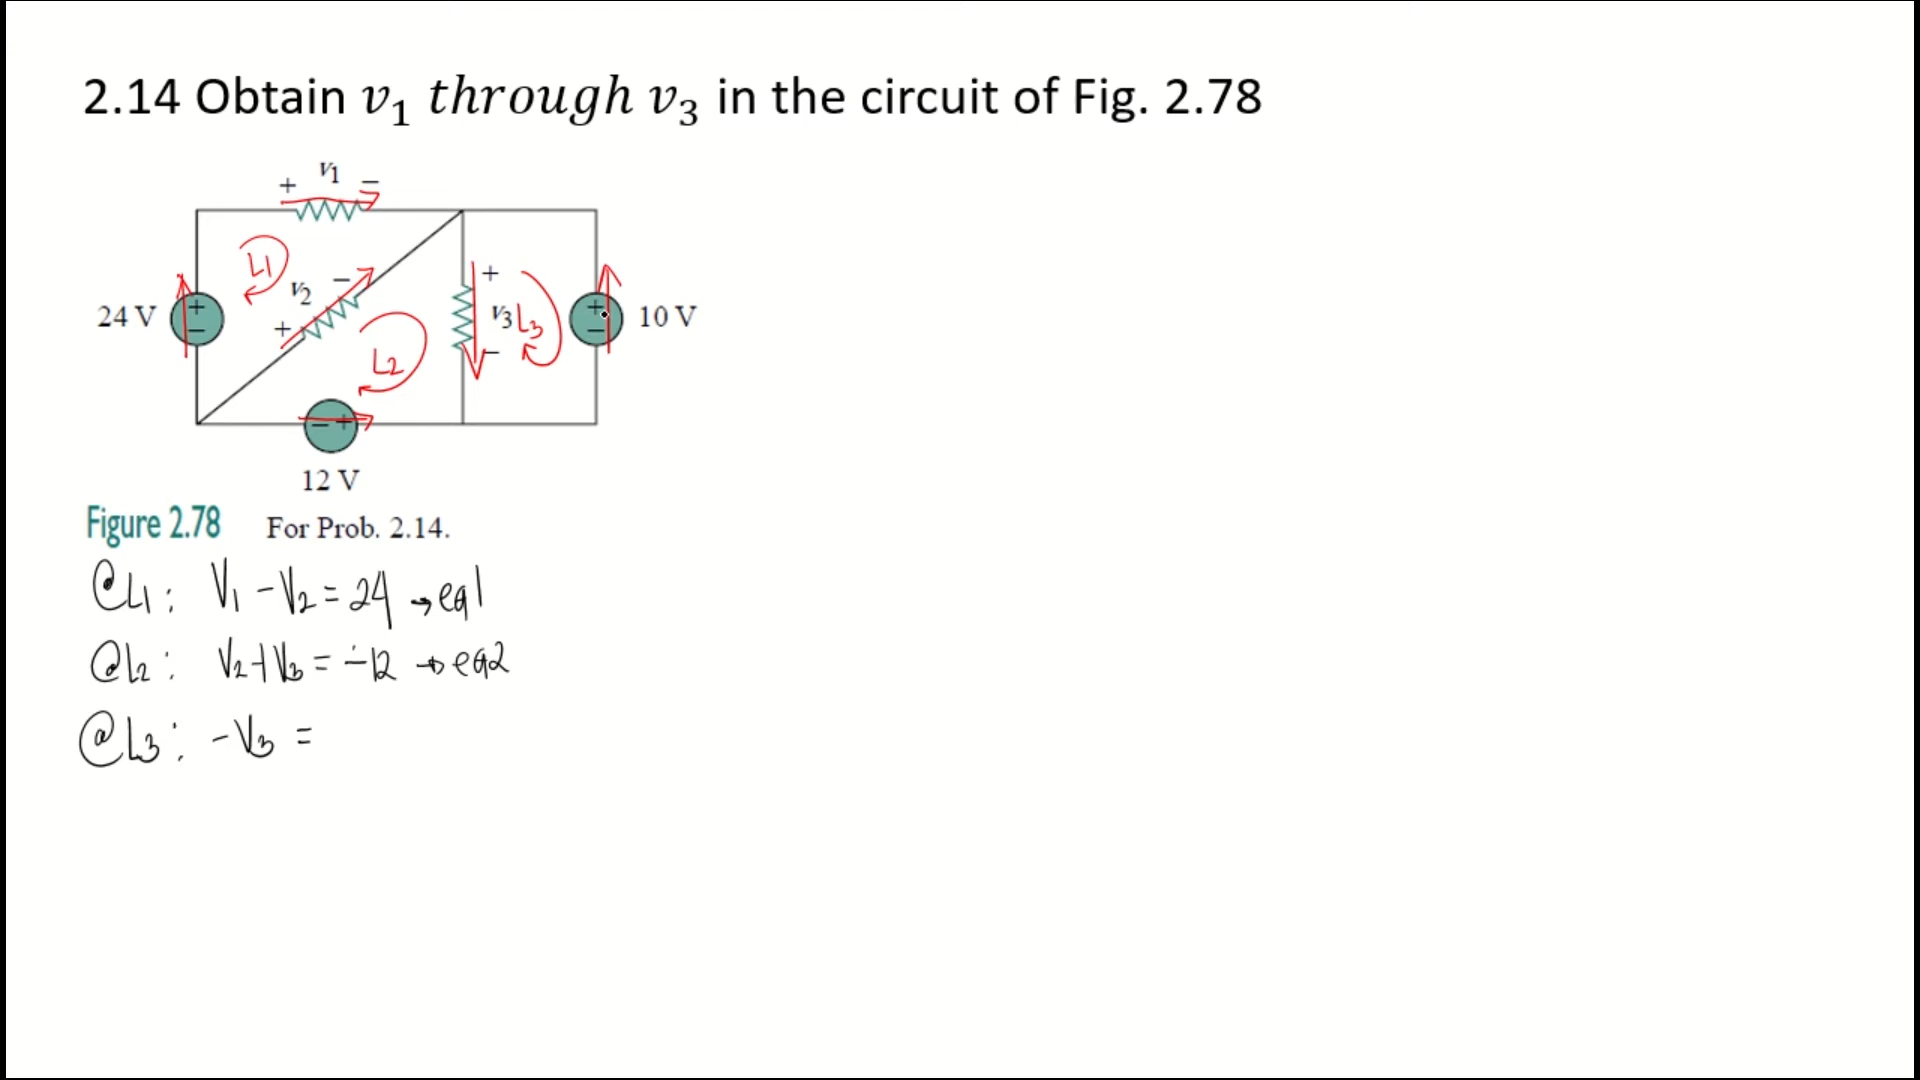 2.14 Obtain v₁ through v₃ in the circuit of Fig. 2.78
+ v₁ −
L1
v₂ −
+
24 V + −
L2
+
v₃ L3
−
+ − 10 V
− +
12 V
Figure 2.78 For Prob. 2.14.
@L1: V₁ - V₂ = 24 → eq1
@L2: V₂ + V₃ = -12 → eq2
@L3: -V₃ =